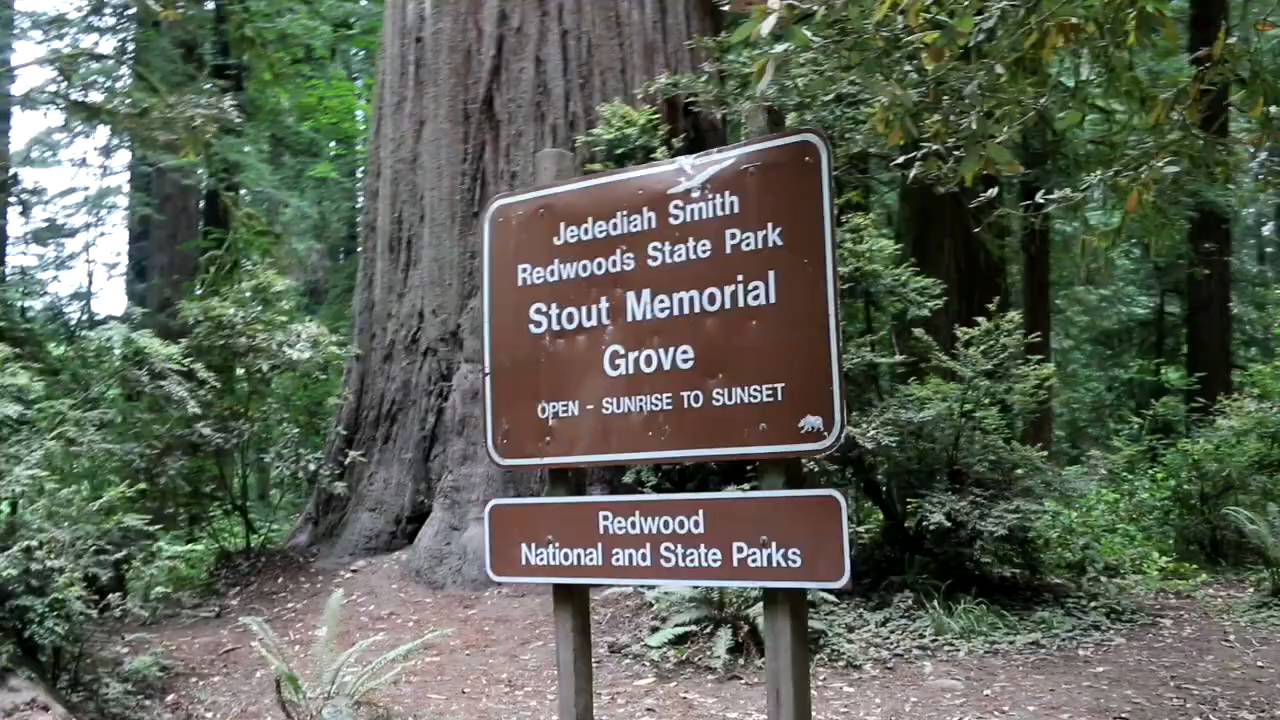 Jedediah Smith
Redwoods State Park
Stout Memorial
Grove
OPEN - SUNRISE TO SUNSET
Redwood
National and State Parks